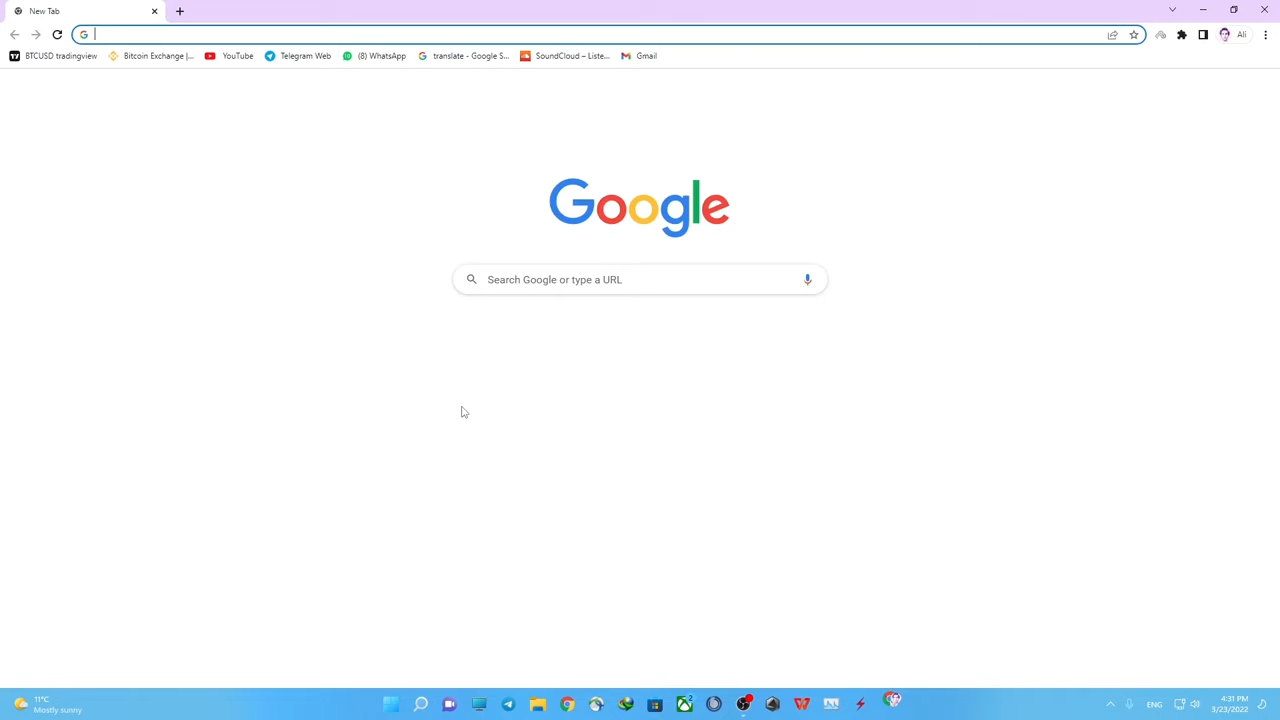 New Tab
Ali
BTCUSD tradingview
Bitcoin Exchange |...
YouTube
Telegram Web
(8) WhatsApp
translate - Google S...
SoundCloud – Liste...
Gmail
Google
Search Google or type a URL
11°C
Mostly sunny
ENG
4:31 PM
3/23/2022